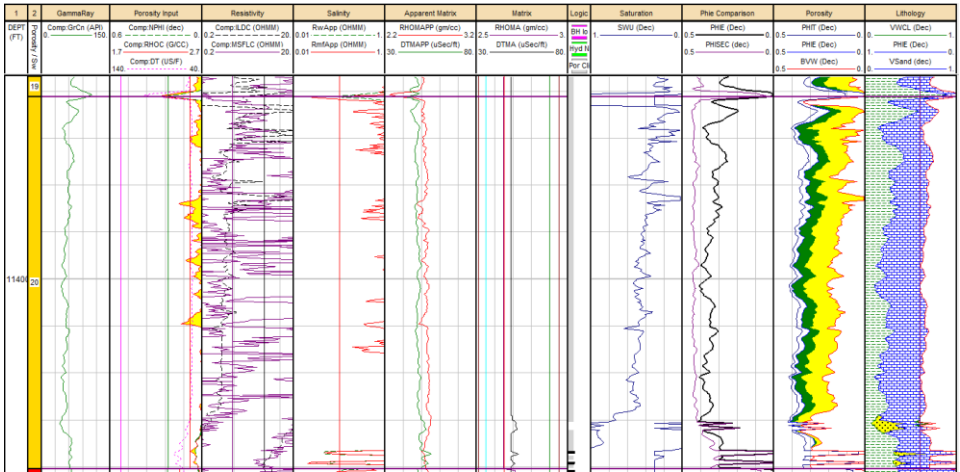 1 2 GammaRay Porosity Input Resistivity Salinity Apparent Matrix Matrix Logic Saturation Phie Comparison Porosity Lithology
DEPT
(FT)
Porosity / Sw
Comp:GrCn (API)
0. 150.
Comp:NPHI (dec)
0.6 0.
Comp:RHOC (G/CC)
1.7 2.7
Comp:DT (US/F)
140. 40.
Comp:LDC (OHMM)
0.2 20.
Comp:MSFLC (OHMM)
0.2 20.
RwApp (OHMM)
0.01 1.
RmfApp (OHMM)
0.01 1.
RHOMAPP (gm/cc)
2.2 3.2
DTMAPP (uSec/ft)
30. 80.
RHOMA (gm/cc)
2.5 3.
DTMA (uSec/ft)
30. 80.
BH lo
Hyd N
Por Cl
SWU (Dec)
1. 0.
PHIE (Dec)
0.5 0.
PHISEC (dec)
0.5 0.
PHIT (Dec)
0.5 0.
PHIE (Dec)
0.5 0.
BVW (Dec)
0.5 0.
VWCL (Dec)
0. 1.
PHIE (Dec)
1. 0.
VSand (Dec)
0. 1.
19
11400
20